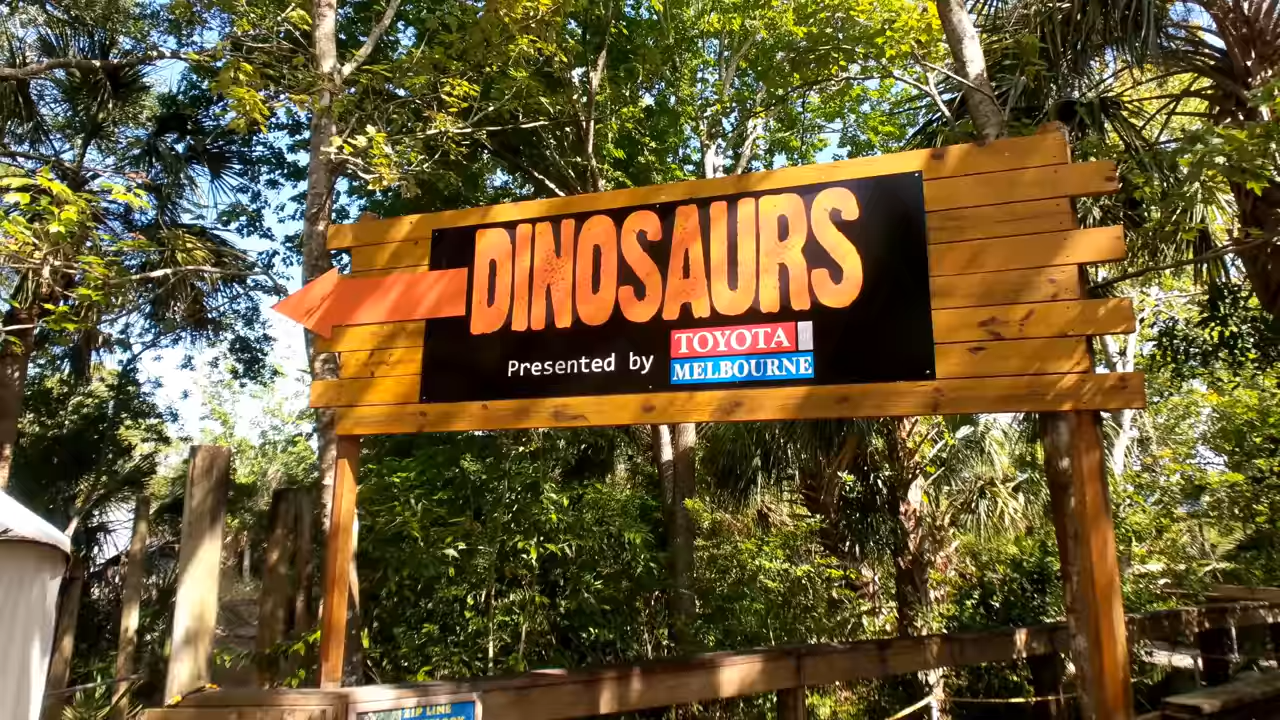 DINOSAURS
Presented by
TOYOTA
MELBOURNE
ZIP LINE